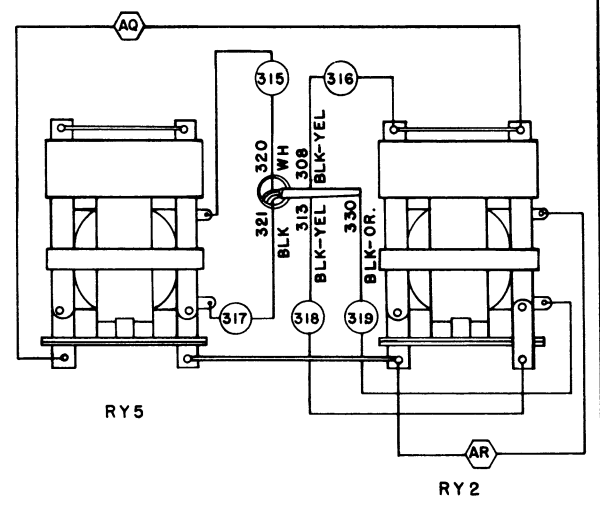 AQ
315
316
320
WH
308
BLK-YEL
321
BLK
313
BLK-YEL
330
BLK-OR.
317
318
319
RY5
AR
RY2